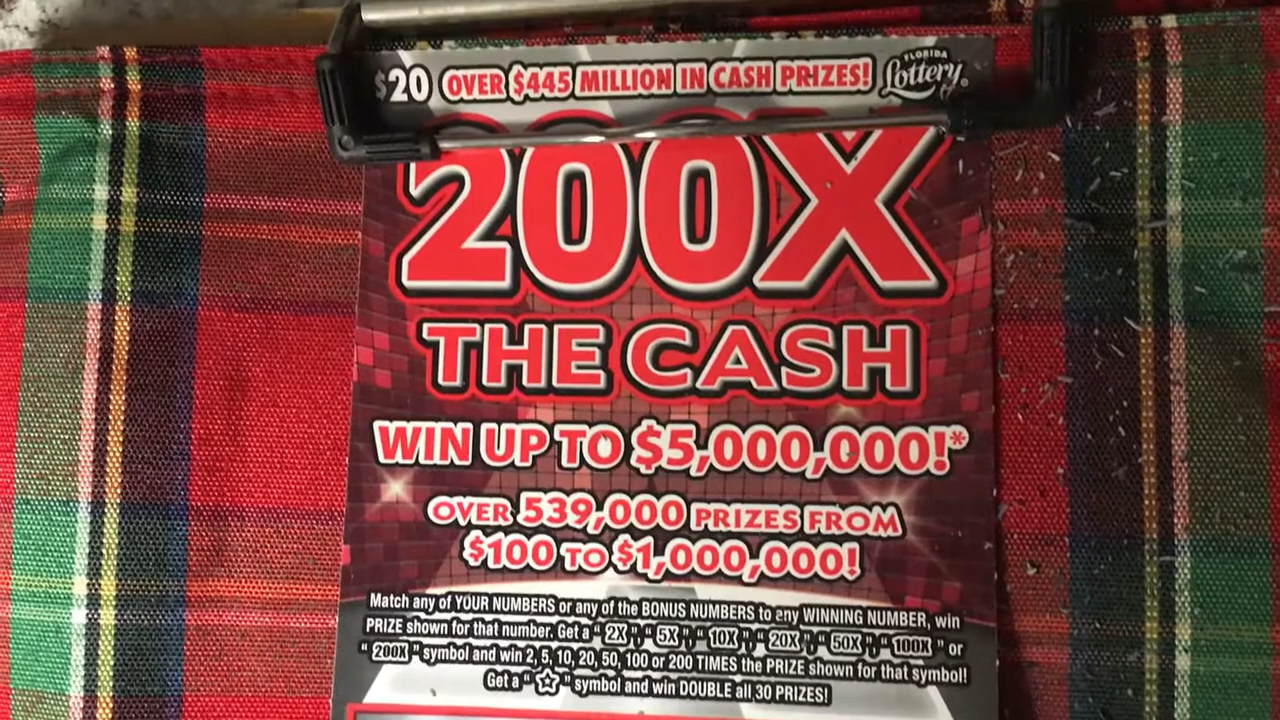 $20 OVER $445 MILLION IN CASH PRIZES! FLORIDA Lottery®
200X
THE CASH
WIN UP TO $5,000,000!*
OVER 539,000 PRIZES FROM
$100 TO $1,000,000!
Match any of YOUR NUMBERS or any of the BONUS NUMBERS to any WINNING NUMBER, win
PRIZE shown for that number. Get a "2X", "5X", "10X", "20X", "50X", "100X" or
"200X" symbol and win 2, 5, 10, 20, 50, 100 or 200 TIMES the PRIZE shown for that symbol!
Get a "☆" symbol and win DOUBLE all 30 PRIZES!